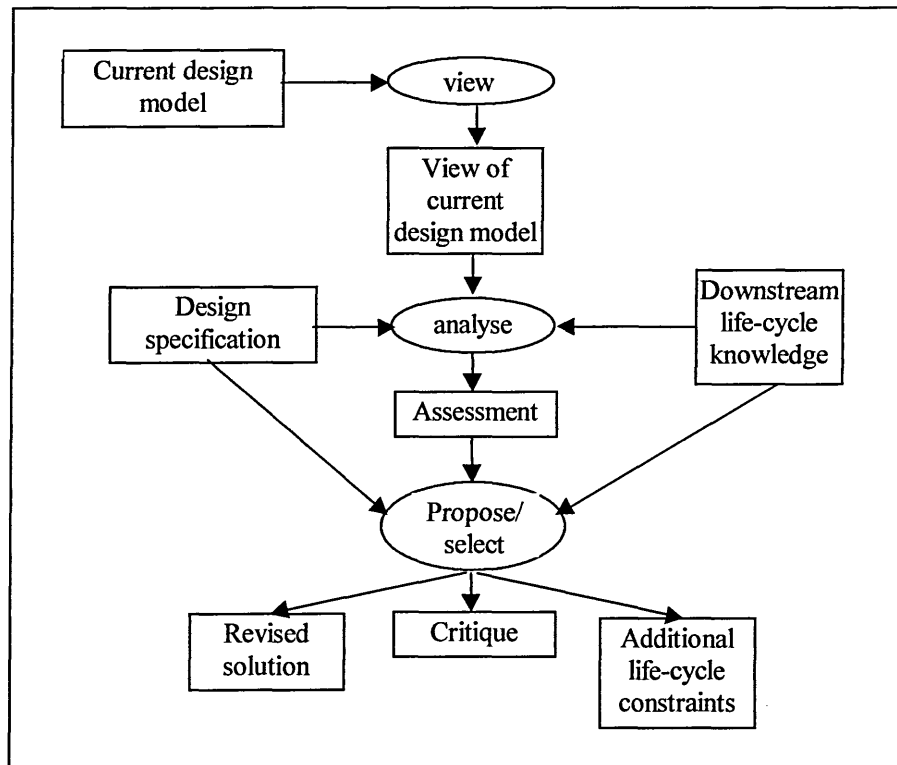 Current design
model
view
View of
current
design model
Design
specification
analyse
Downstream
life-cycle
knowledge
Assessment
Propose/
select
Revised
solution
Critique
Additional
life-cycle
constraints